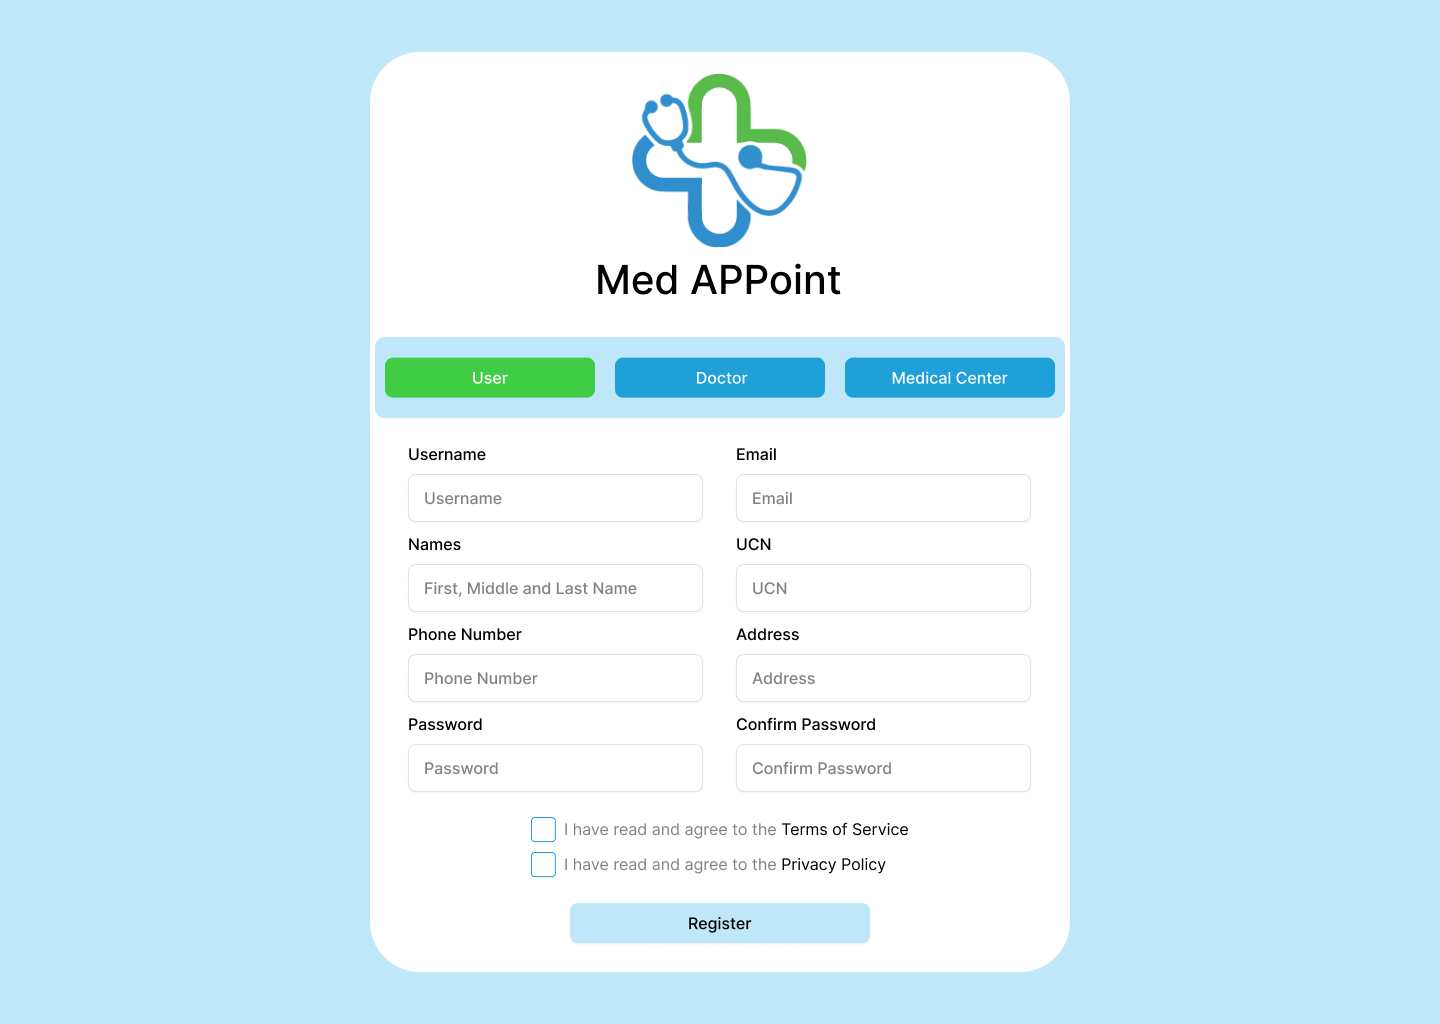 Med APPoint
User Doctor Medical Center
Username Email
Username Email
Names UCN
First, Middle and Last Name UCN
Phone Number Address
Phone Number Address
Password Confirm Password
Password Confirm Password
I have read and agree to the Terms of Service
I have read and agree to the Privacy Policy
Register